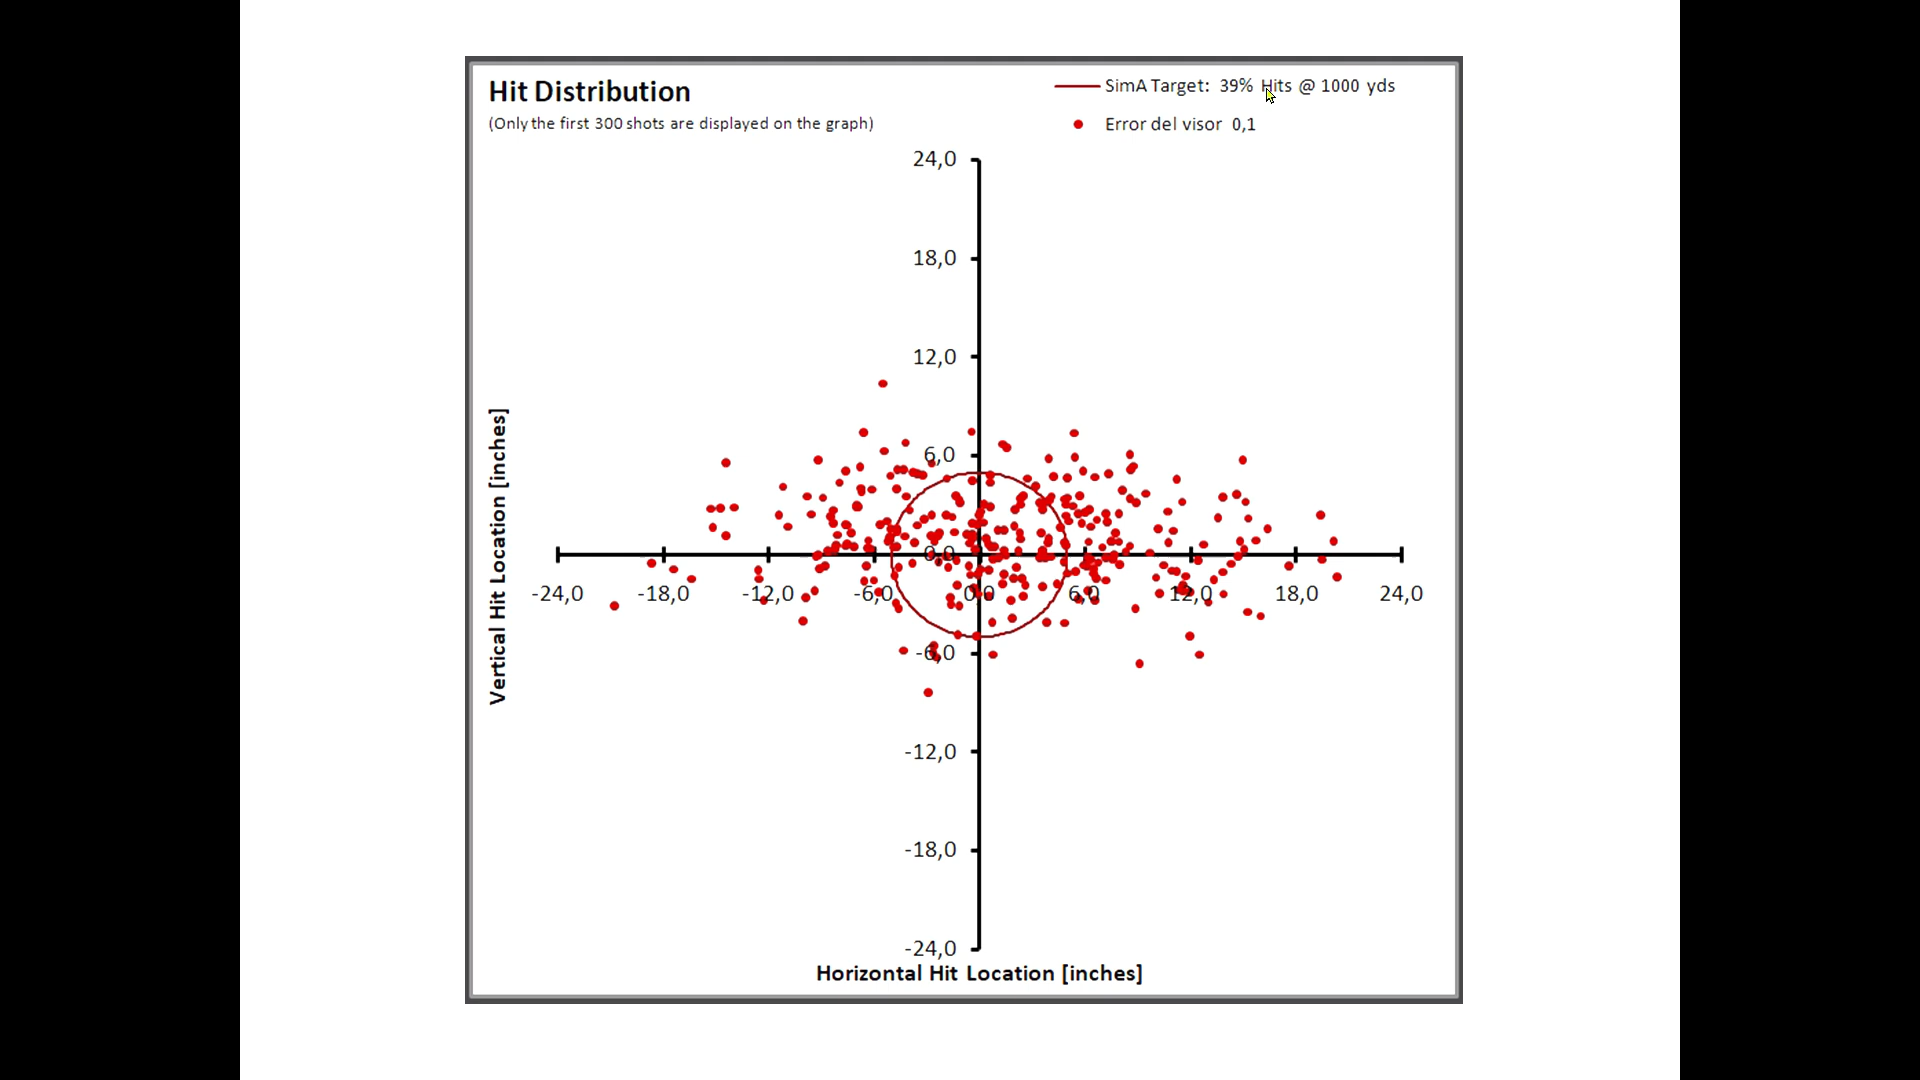 Hit Distribution
(Only the first 300 shots are displayed on the graph)
SimA Target: 39% Hits @ 1000 yds
Error del visor 0,1
24,0
18,0
12,0
6,0
0,0
-24,0 -18,0 -12,0 -6,0 0,0 6,0 12,0 18,0 24,0
-6,0
-12,0
-18,0
-24,0
Vertical Hit Location [inches]
Horizontal Hit Location [inches]